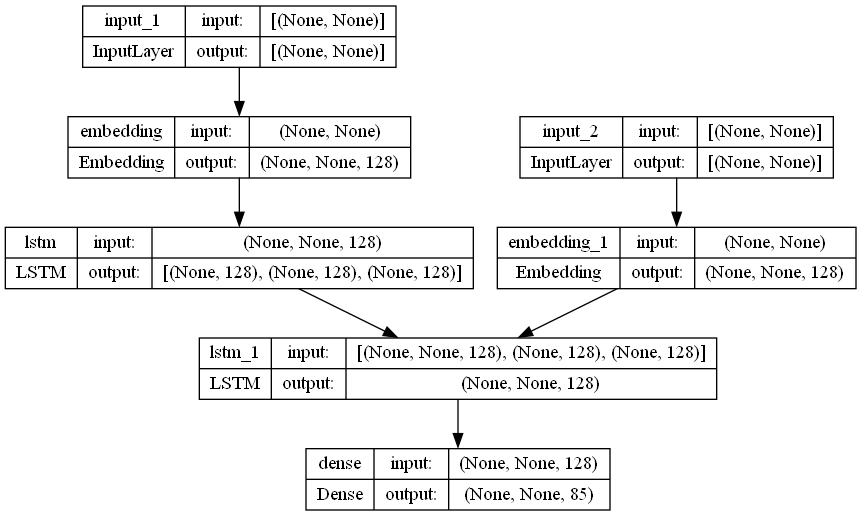 input_1 input: [(None, None)]
InputLayer output: [(None, None)]
embedding input: (None, None)
Embedding output: (None, None, 128)
input_2 input: [(None, None)]
InputLayer output: [(None, None)]
lstm input: (None, None, 128)
LSTM output: [(None, 128), (None, 128), (None, 128)]
embedding_1 input: (None, None)
Embedding output: (None, None, 128)
lstm_1 input: [(None, None, 128), (None, 128), (None, 128)]
LSTM output: (None, None, 128)
dense input: (None, None, 128)
Dense output: (None, None, 85)